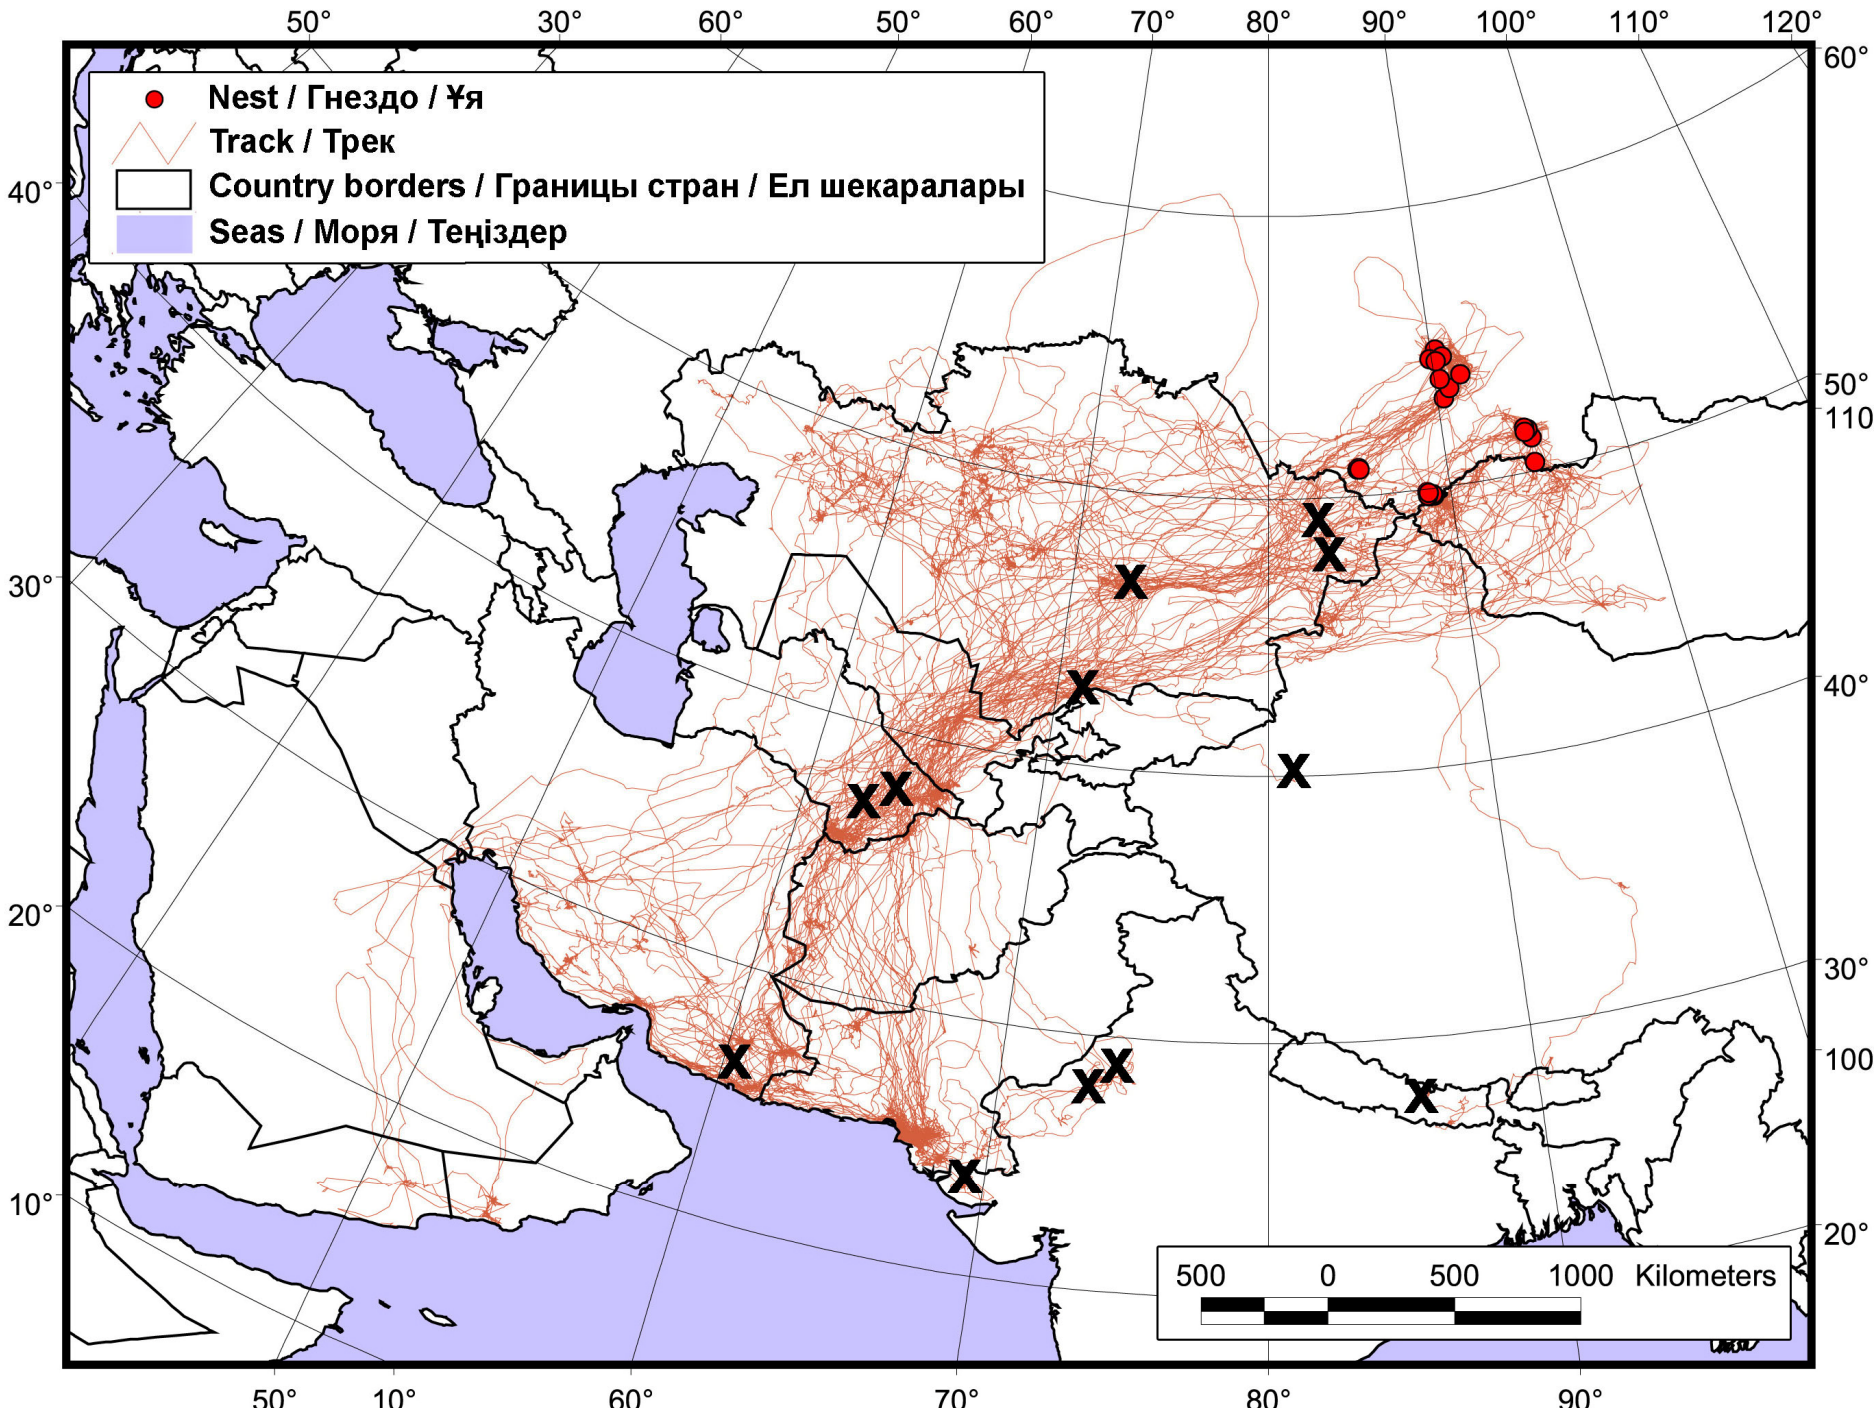 50° 30° 60° 50° 60° 70° 80° 90° 100° 110° 120°
60°
Nest / Гнездо / Ұя
Track / Трек
40°
Country borders / Границы стран / Ел шекаралары
Seas / Моря / Теңіздер
50°
110
X
X
30°
X
40°
X
X
X
X
20°
30°
X
100
X
X
X
X
10°
20°
500 0 500 1000 Kilometers
50° 10° 60° 70° 80° 90°